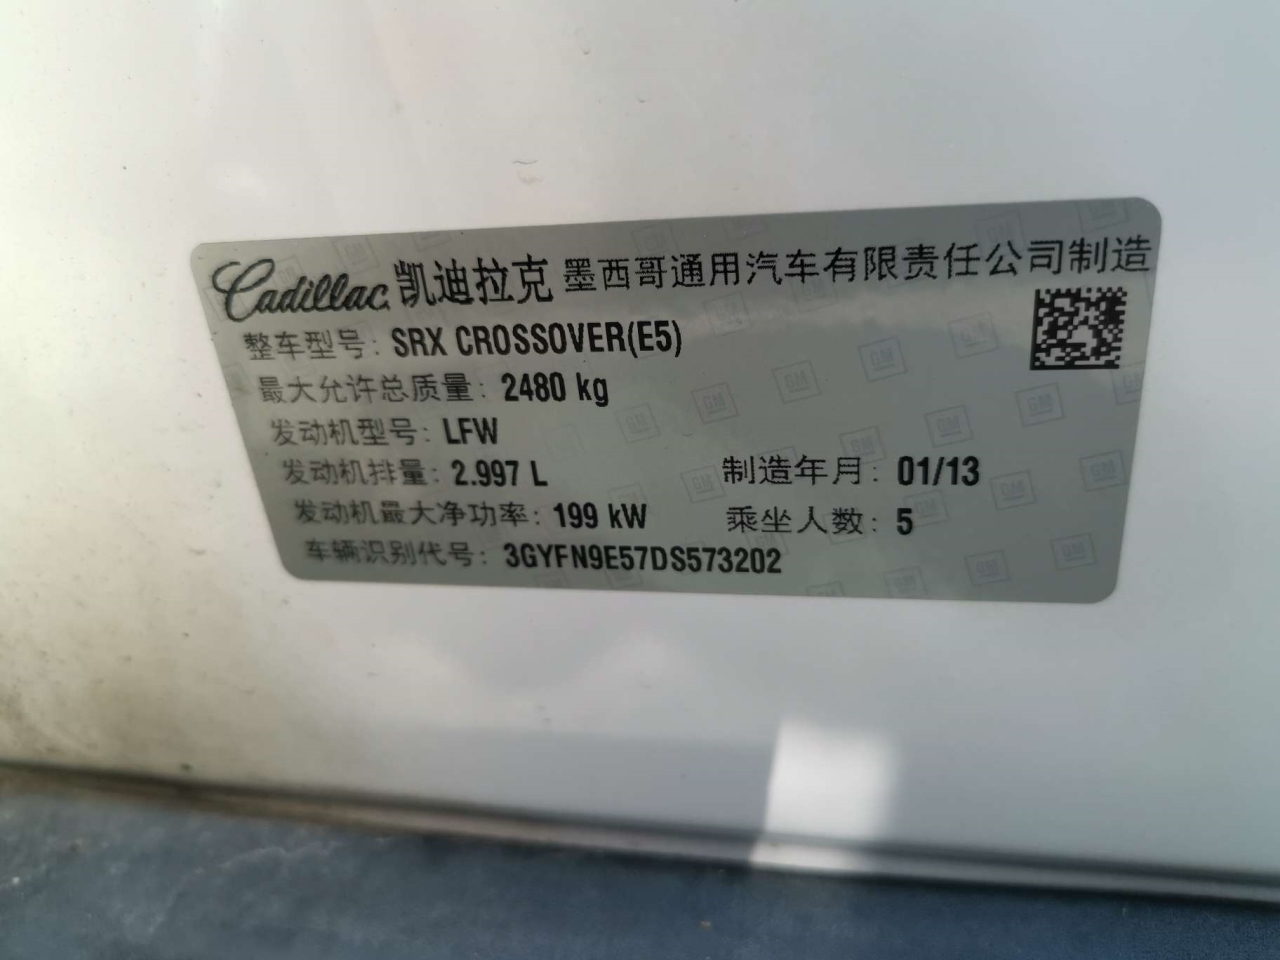 Cadillac 凯迪拉克 墨西哥通用汽车有限责任公司制造
整车型号: SRX CROSSOVER(E5)
最大允许总质量: 2480 kg
发动机型号: LFW
发动机排量: 2.997 L 制造年月: 01/13
发动机最大净功率: 199 kW 乘坐人数: 5
车辆识别代号: 3GYFN9E57DS573202